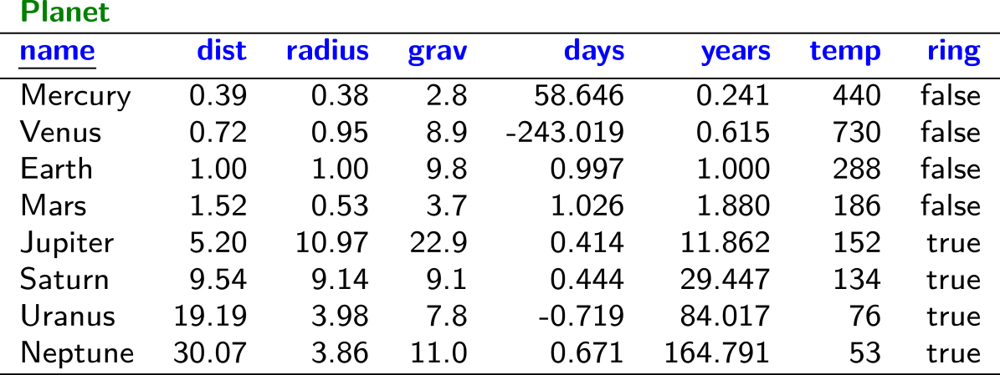 Planet
name dist radius grav days years temp ring
Mercury 0.39 0.38 2.8 58.646 0.241 440 false
Venus 0.72 0.95 8.9 -243.019 0.615 730 false
Earth 1.00 1.00 9.8 0.997 1.000 288 false
Mars 1.52 0.53 3.7 1.026 1.880 186 false
Jupiter 5.20 10.97 22.9 0.414 11.862 152 true
Saturn 9.54 9.14 9.1 0.444 29.447 134 true
Uranus 19.19 3.98 7.8 -0.719 84.017 76 true
Neptune 30.07 3.86 11.0 0.671 164.791 53 true